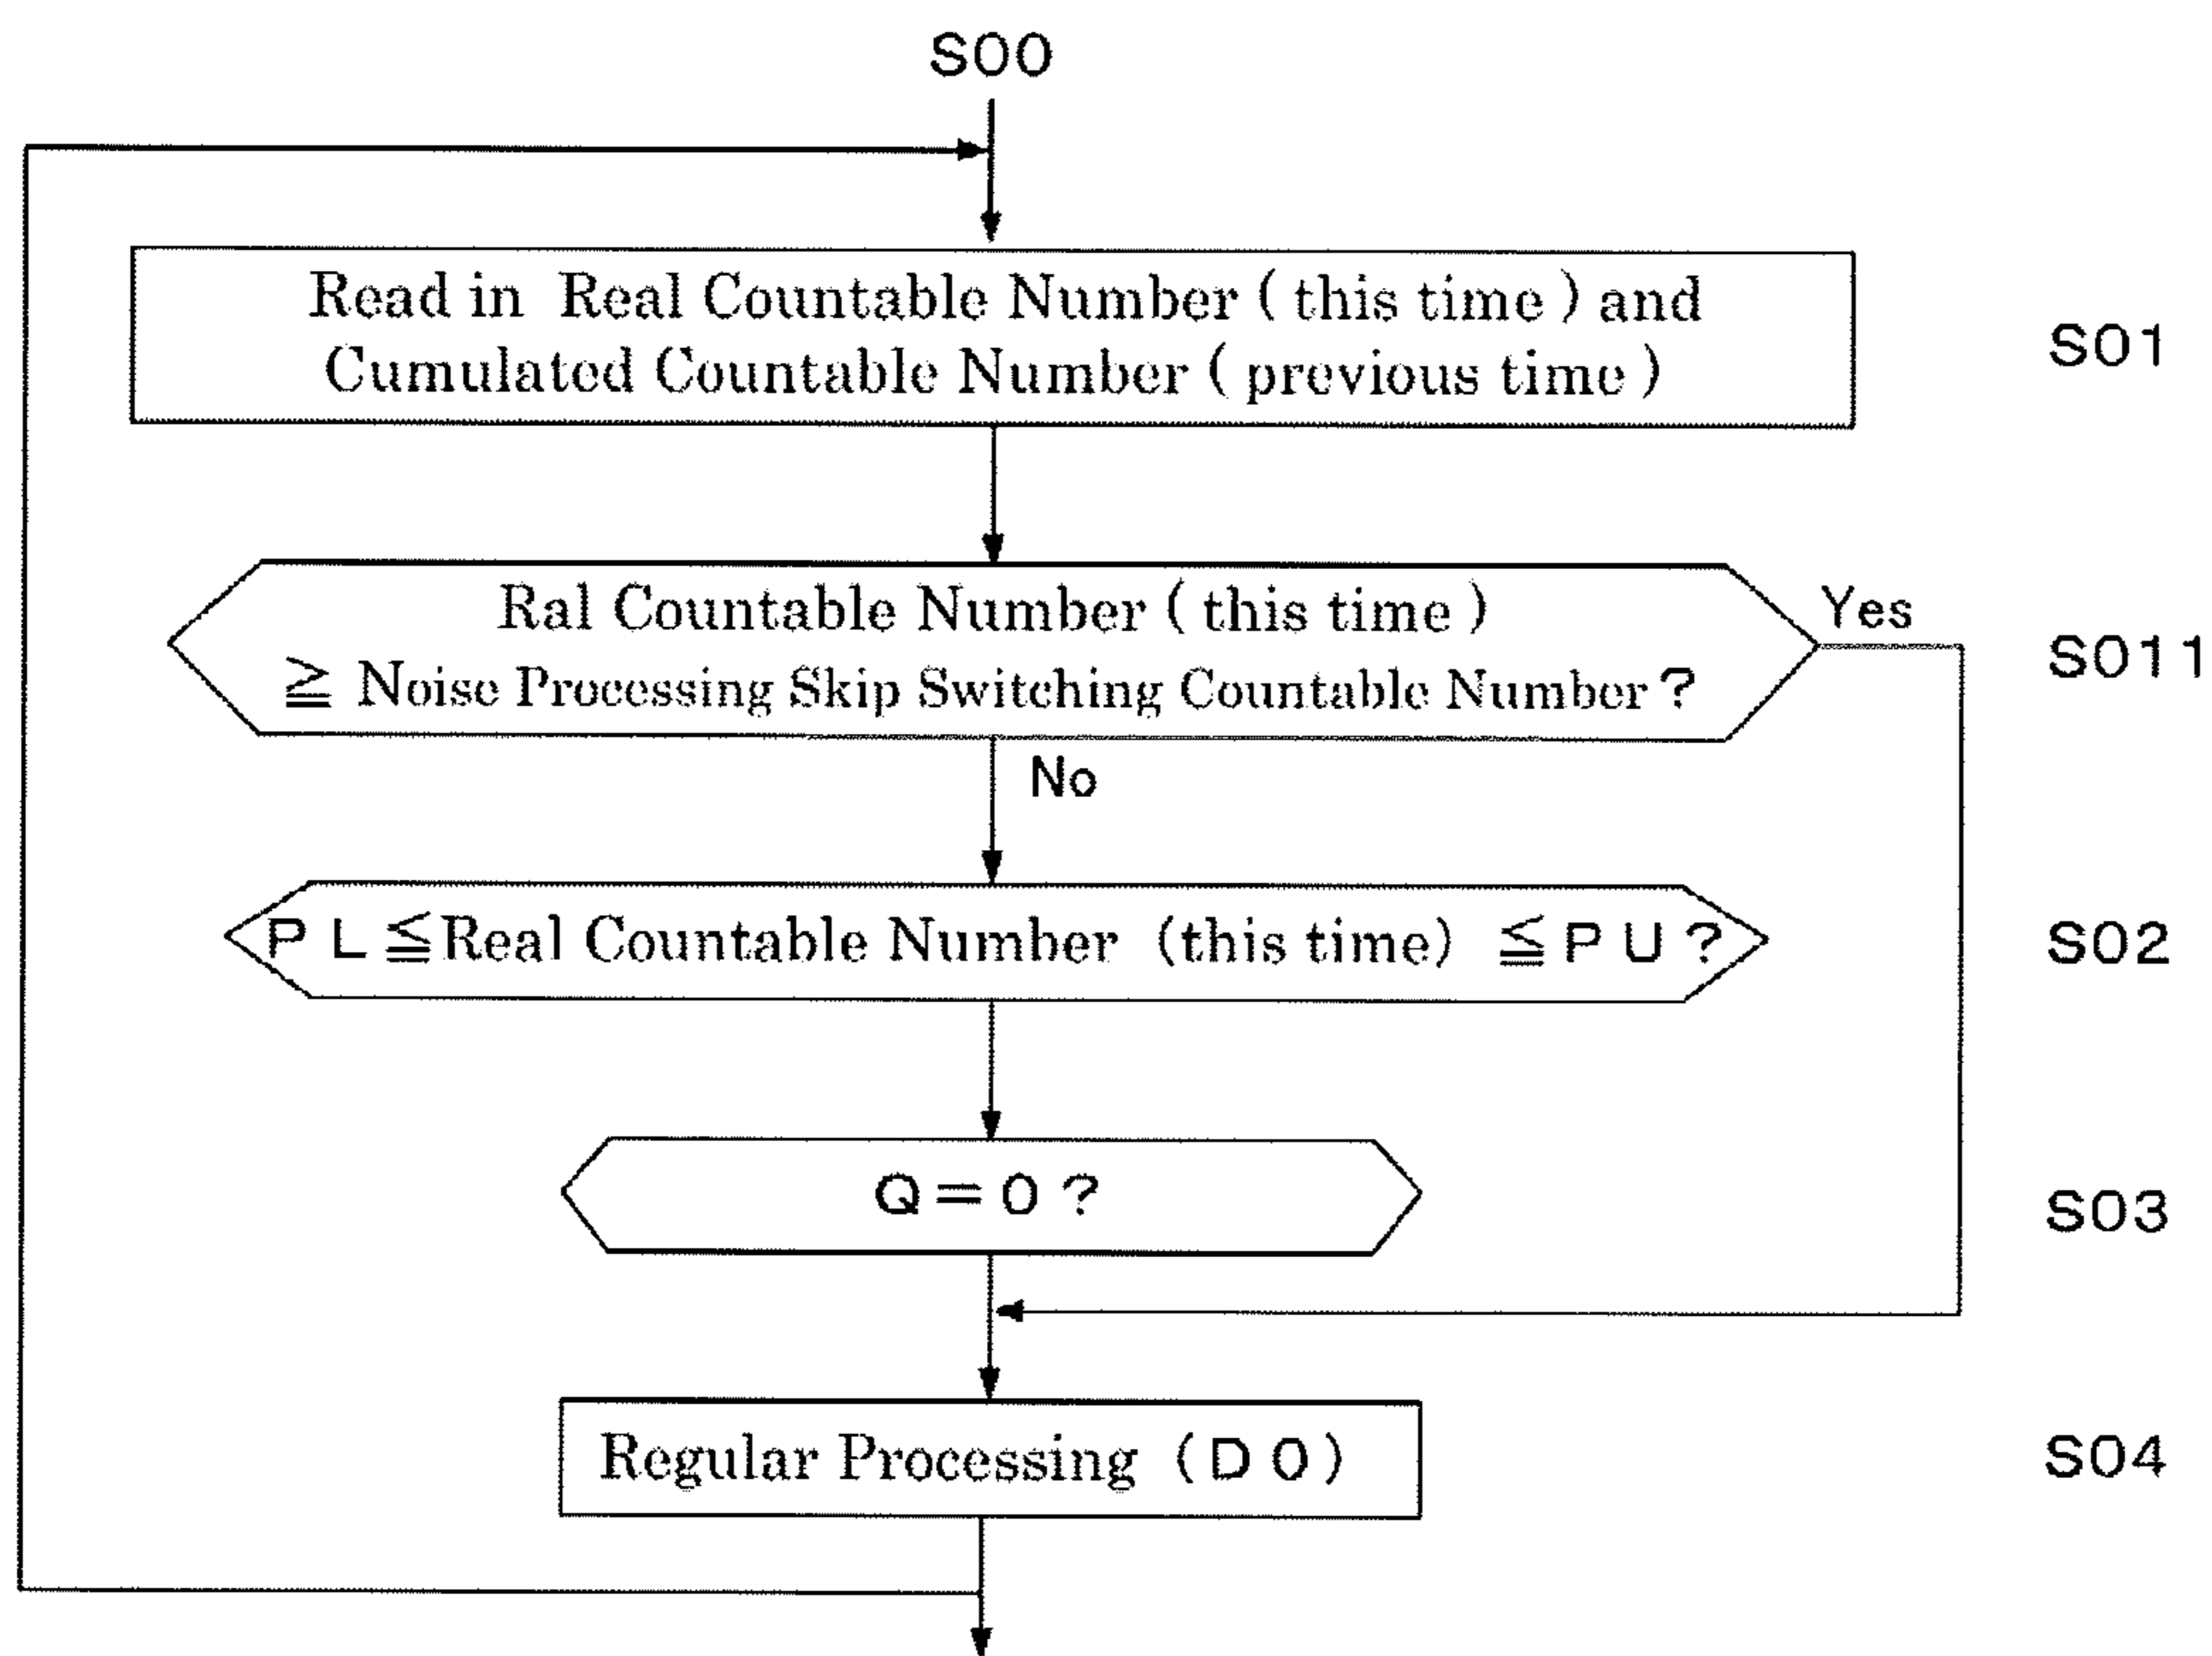 S00
Read in Real Countable Number ( this time ) and
Cumulated Countable Number ( previous time )
S01
Ral Countable Number ( this time )
≧ Noise Processing Skip Switching Countable Number ?
Yes
S011
No
P L ≦Real Countable Number (this time) ≦ P U ?
S02
Q = 0 ?
S03
Regular Processing ( D 0 )
S04